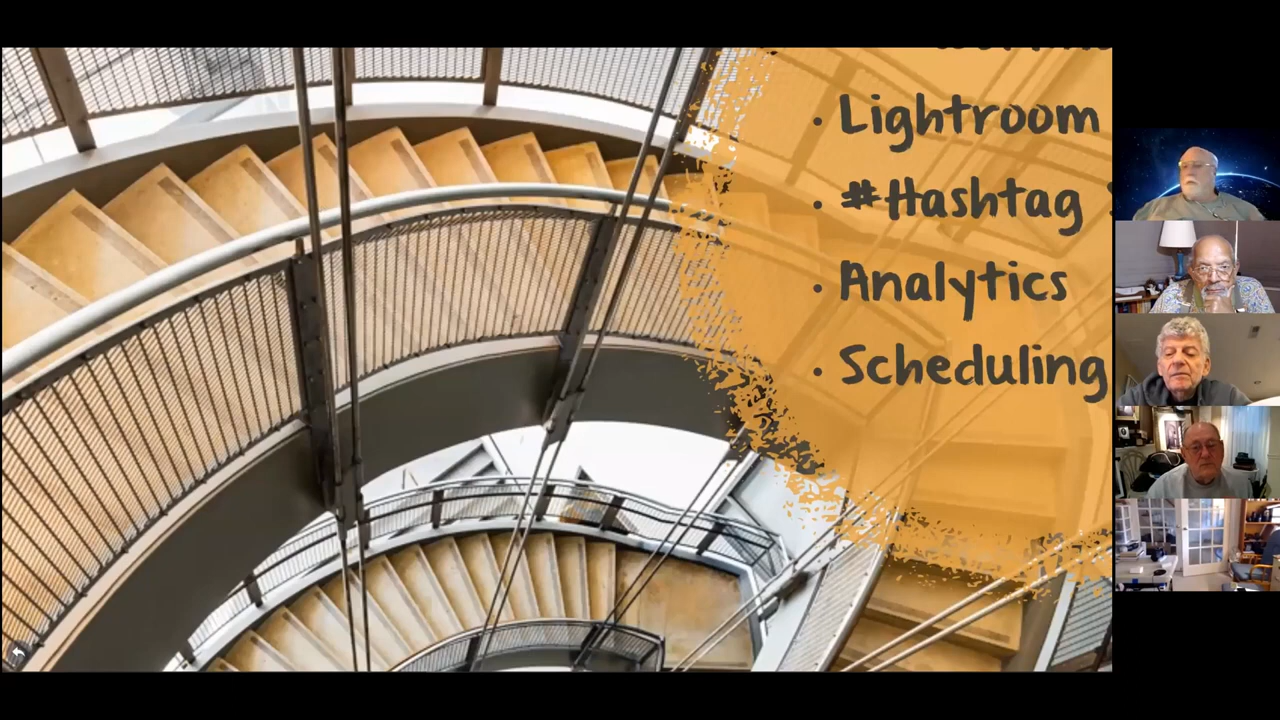 • Lightroom
• #Hashtag
• Analytics
• Scheduling